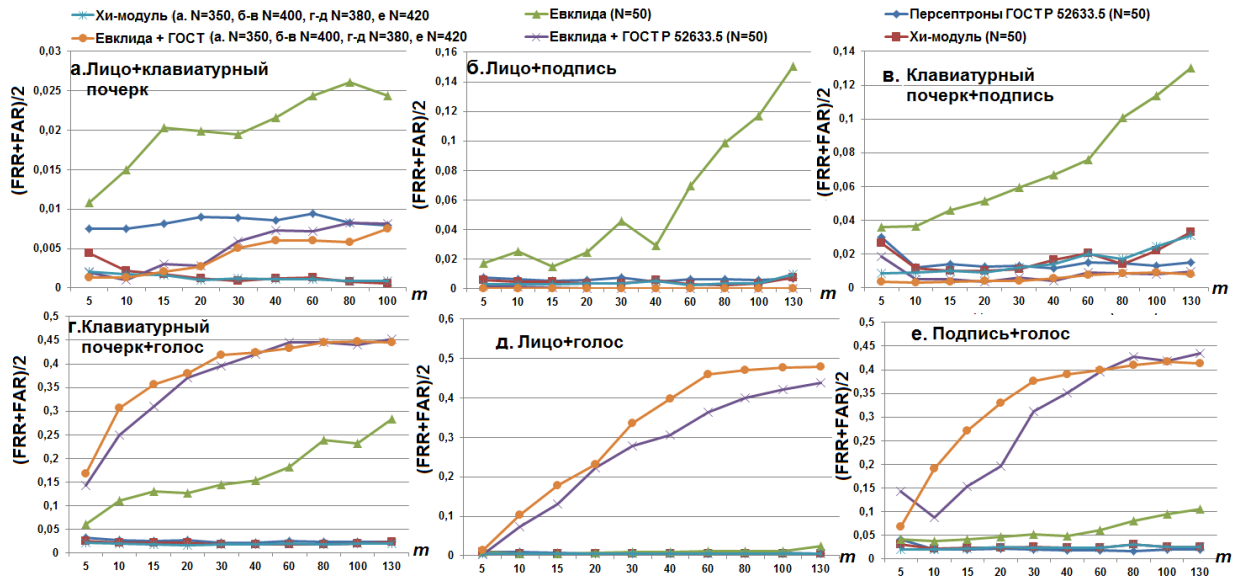 Хи-модуль (а. N=350, б-в N=400, г-д N=380, е N=420
Евклида (N=50)
Персептроны ГОСТ Р 52633.5 (N=50)
Евклида + ГОСТ (а. N=350, б-в N=400, г-д N=380, е N=420
Евклида + ГОСТ Р 52633.5 (N=50)
Хи-модуль (N=50)
а.Лицо+клавиатурный
почерк
(FRR+FAR)/2
0,03
0,025
0,02
0,015
0,01
0,005
0
5 10 15 20 30 40 60 80 100
m
б.Лицо+подпись
(FRR+FAR)/2
0,16
0,14
0,12
0,1
0,08
0,06
0,04
0,02
0
5 10 15 20 30 40 60 80 100 130
m
в. Клавиатурный
почерк+подпись
(FRR+FAR)/2
0,14
0,12
0,1
0,08
0,06
0,04
0,02
0
5 10 15 20 30 40 60 80 100 130
m
г.Клавиатурный
почерк+голос
(FRR+FAR)/2
0,5
0,45
0,4
0,35
0,3
0,25
0,2
0,15
0,1
0,05
0
5 10 15 20 30 40 60 80 100 130
m
д. Лицо+голос
(FRR+FAR)/2
0,6
0,5
0,4
0,3
0,2
0,1
0
5 10 15 20 30 40 60 80 100 130
m
е. Подпись+голос
(FRR+FAR)/2
0,5
0,45
0,4
0,35
0,3
0,25
0,2
0,15
0,1
0,05
0
5 10 15 20 30 40 60 80 100 130
m